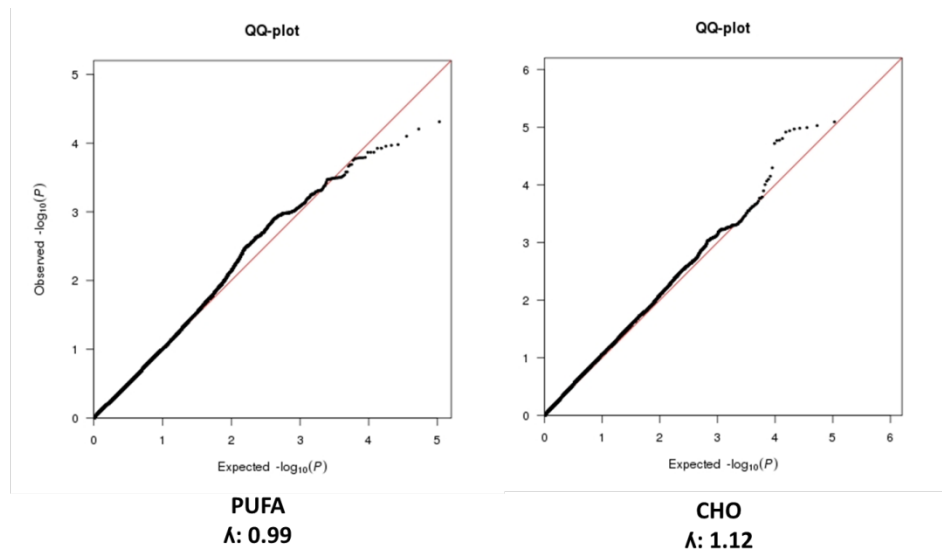 QQ-plot
Observed -log₁₀(P)
5
4
3
2
1
0
0 1 2 3 4 5
Expected -log₁₀(P)
PUFA
ʎ: 0.99
QQ-plot
6
5
4
3
2
1
0
0 1 2 3 4 5 6
Expected -log₁₀(P)
CHO
ʎ: 1.12